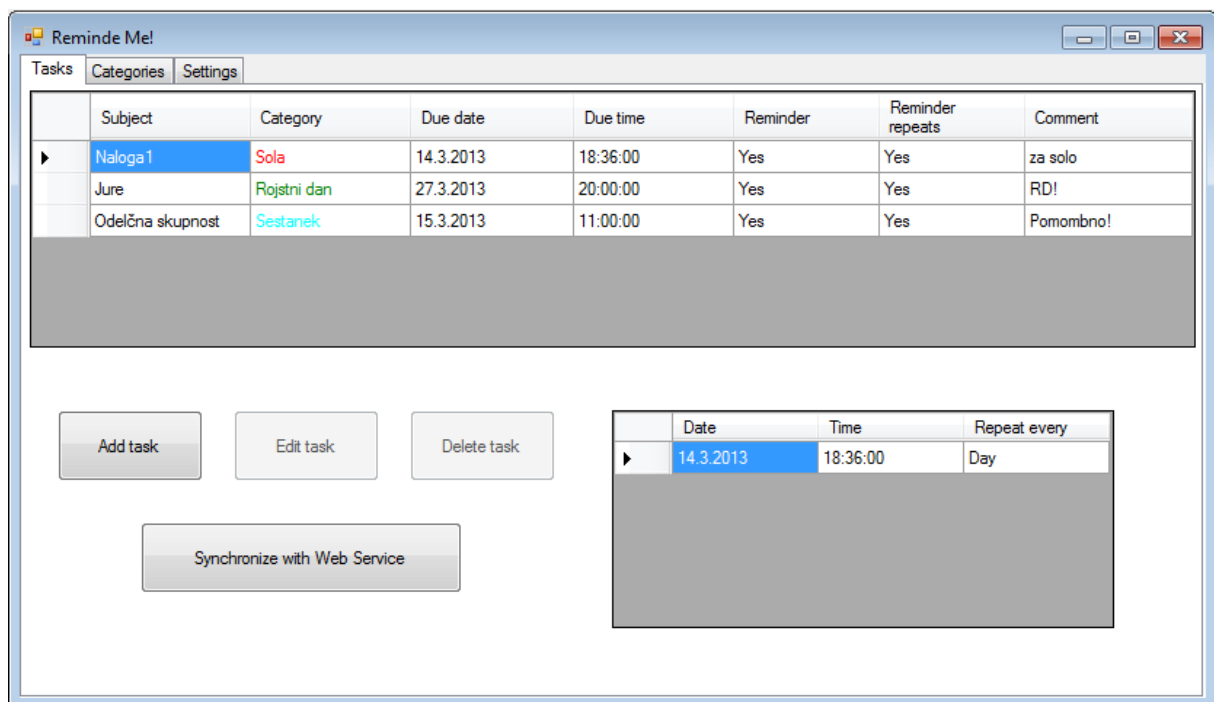 Reminde Me!
Tasks Categories Settings
Subject Category Due date Due time Reminder Reminder repeats Comment
Naloga1 Sola 14.3.2013 18:36:00 Yes Yes za solo
Jure Rojstni dan 27.3.2013 20:00:00 Yes Yes RD!
Odelčna skupnost Sestanek 15.3.2013 11:00:00 Yes Yes Pomombno!
Add task Edit task Delete task
Date Time Repeat every
14.3.2013 18:36:00 Day
Synchronize with Web Service